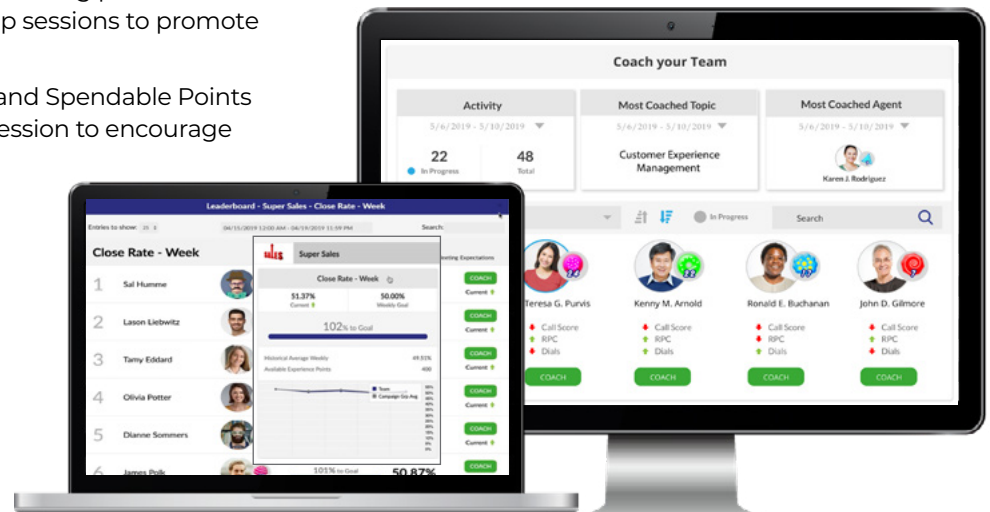 p sessions to promote
and Spendable Points
ession to encourage
Coach your Team
Activity
5/6/2019 - 5/10/2019
22
In Progress
48
Total
Most Coached Topic
5/6/2019 - 5/10/2019
Customer Experience
Management
Most Coached Agent
5/6/2019 - 5/10/2019
Karen J. Rodriguez
In Progress
Search
Teresa G. Purvis
Kenny M. Arnold
Ronald E. Buchanan
John D. Gilmore
Call Score
RPC
Dials
COACH
Call Score
RPC
Dials
COACH
Call Score
RPC
Dials
COACH
Call Score
RPC
Dials
COACH
Leaderboard - Super Sales - Close Rate - Week
Entries to show:
04/15/2019 12:00 AM - 04/19/2019 11:59 PM
Search:
Close Rate - Week
Expectations
1 Sal Humme
2 Lason Liebwitz
3 Tamy Eddard
4 Olivia Potter
5 Dianne Sommers
6 James Polk
sales
Super Sales
Close Rate - Week
51.37%
Current
50.00%
Weekly Goal
102% to Goal
Historical Average Weekly 49.51%
Available Experience Points 400
Team
Campaign Grp Avg
101% to Goal
50.87%
COACH
Current
COACH
Current
COACH
Current
COACH
Current
COACH
Current
COACH